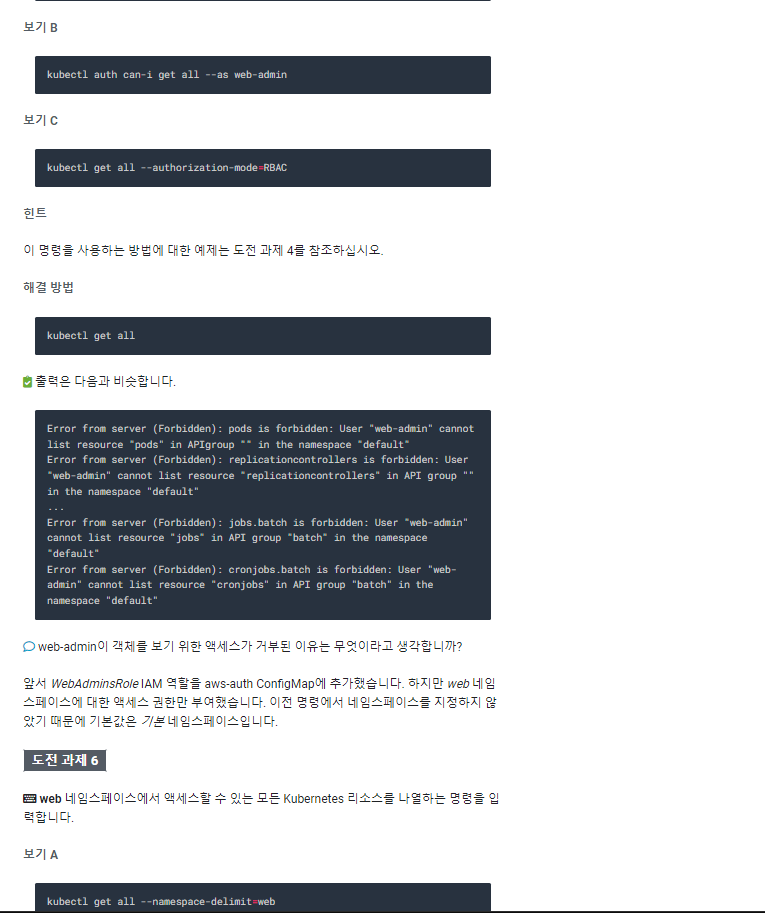 보기 B
kubectl auth can-i get all --as web-admin
보기 C
kubectl get all --authorization-mode=RBAC
힌트
이 명령을 사용하는 방법에 대한 예제는 도전 과제 4를 참조하십시오.
해결 방법
kubectl get all
출력은 다음과 비슷합니다.
Error from server (Forbidden): pods is forbidden: User "web-admin" cannot
list resource "pods" in APIgroup "" in the namespace "default"
Error from server (Forbidden): replicationcontrollers is forbidden: User
"web-admin" cannot list resource "replicationcontrollers" in API group ""
in the namespace "default"
...
Error from server (Forbidden): jobs.batch is forbidden: User "web-admin"
cannot list resource "jobs" in API group "batch" in the namespace
"default"
Error from server (Forbidden): cronjobs.batch is forbidden: User "web-
admin" cannot list resource "cronjobs" in API group "batch" in the
namespace "default"
web-admin이 객체를 보기 위한 액세스가 거부된 이유는 무엇이라고 생각합니까?
앞서 WebAdminsRole IAM 역할을 aws-auth ConfigMap에 추가했습니다. 하지만 web 네임
스페이스에 대한 액세스 권한만 부여했습니다. 이전 명령에서 네임스페이스를 지정하지 않
았기 때문에 기본값은 기본 네임스페이스입니다.
도전 과제 6
web 네임스페이스에서 액세스할 수 있는 모든 Kubernetes 리소스를 나열하는 명령을 입
력합니다.
보기 A
kubectl get all --namespace-delimit=web